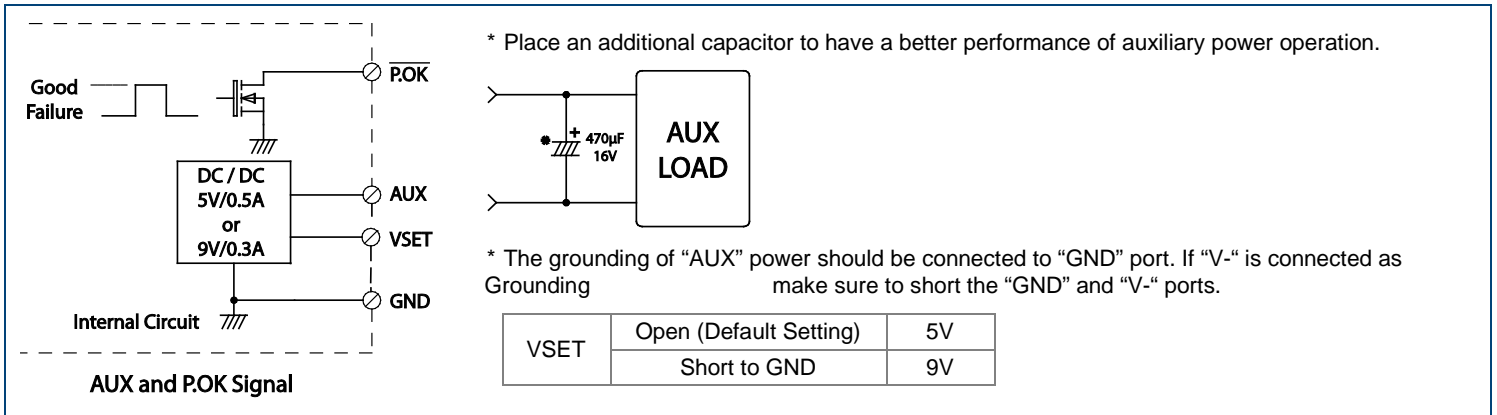 Good
Failure
P.OK
DC / DC
5V/0.5A
or
9V/0.3A
AUX
VSET
GND
Internal Circuit
AUX and P.OK Signal
* Place an additional capacitor to have a better performance of auxiliary power operation.
* + 470µF
16V
AUX
LOAD
* The grounding of “AUX” power should be connected to “GND” port. If “V-“ is connected as
Grounding make sure to short the “GND” and “V-“ ports.
VSET Open (Default Setting) 5V
Short to GND 9V